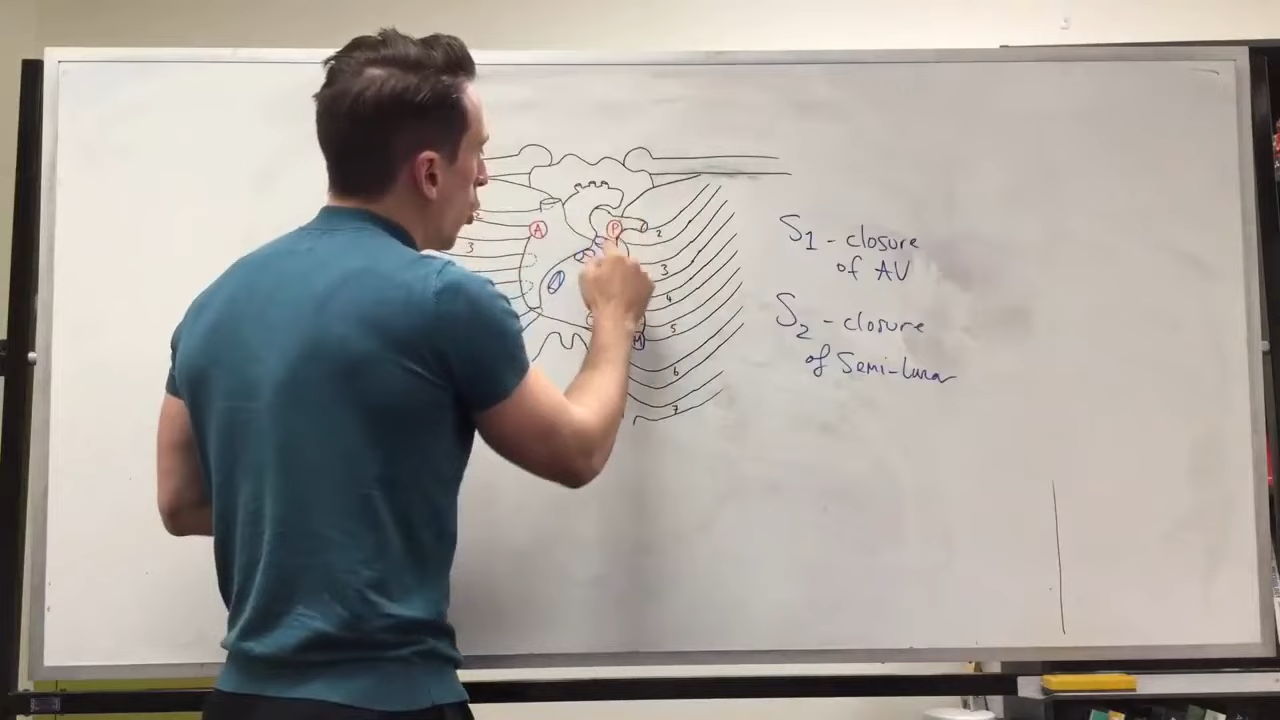 A
P
2
2
3
3
4
5
M
6
7
S1 - closure
of AV
S2 - closure
of Semi-lunar